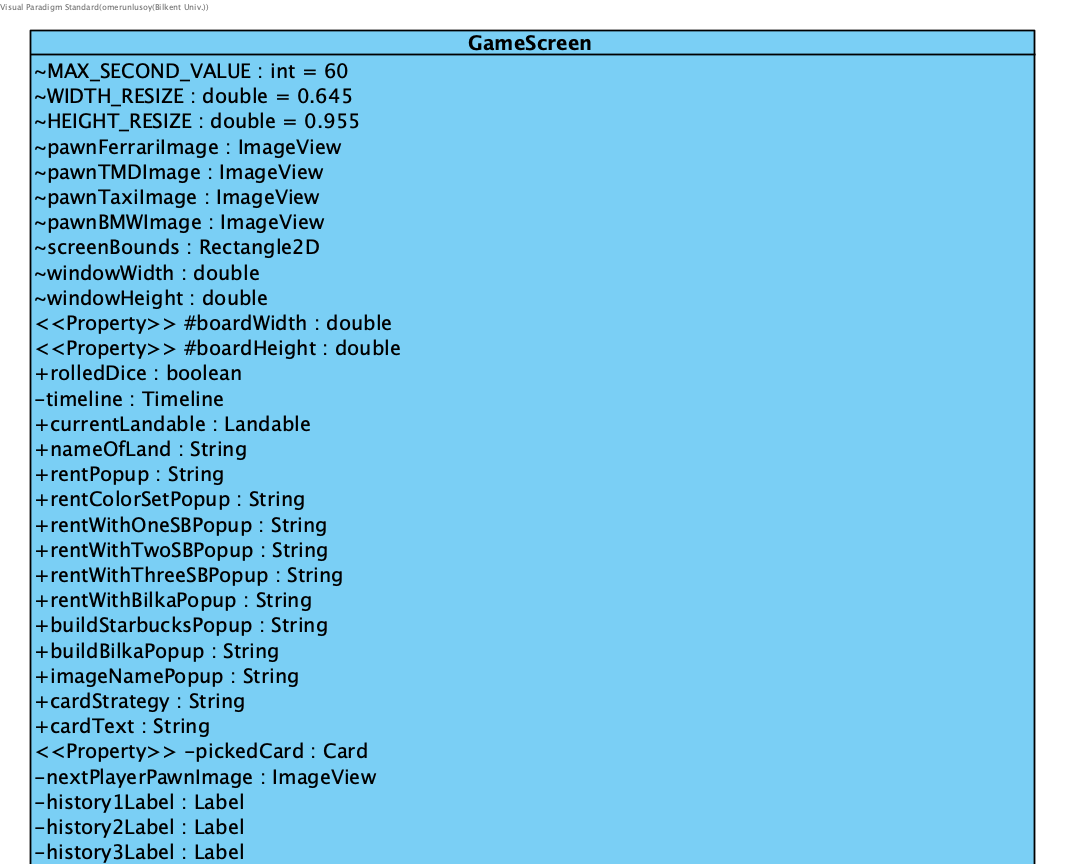 Visual Paradigm Standard(omerunlusoy(Bilkent Univ.))
GameScreen
~MAX_SECOND_VALUE : int = 60
~WIDTH_RESIZE : double = 0.645
~HEIGHT_RESIZE : double = 0.955
~pawnFerrariImage : ImageView
~pawnTMDImage : ImageView
~pawnTaxiImage : ImageView
~pawnBMWImage : ImageView
~screenBounds : Rectangle2D
~windowWidth : double
~windowHeight : double
<<Property>> #boardWidth : double
<<Property>> #boardHeight : double
+rolledDice : boolean
-timeline : Timeline
+currentLandable : Landable
+nameOfLand : String
+rentPopup : String
+rentColorSetPopup : String
+rentWithOneSBPopup : String
+rentWithTwoSBPopup : String
+rentWithThreeSBPopup : String
+rentWithBilkaPopup : String
+buildStarbucksPopup : String
+buildBilkaPopup : String
+imageNamePopup : String
+cardStrategy : String
+cardText : String
<<Property>> -pickedCard : Card
-nextPlayerPawnImage : ImageView
-history1Label : Label
-history2Label : Label
-history3Label : Label